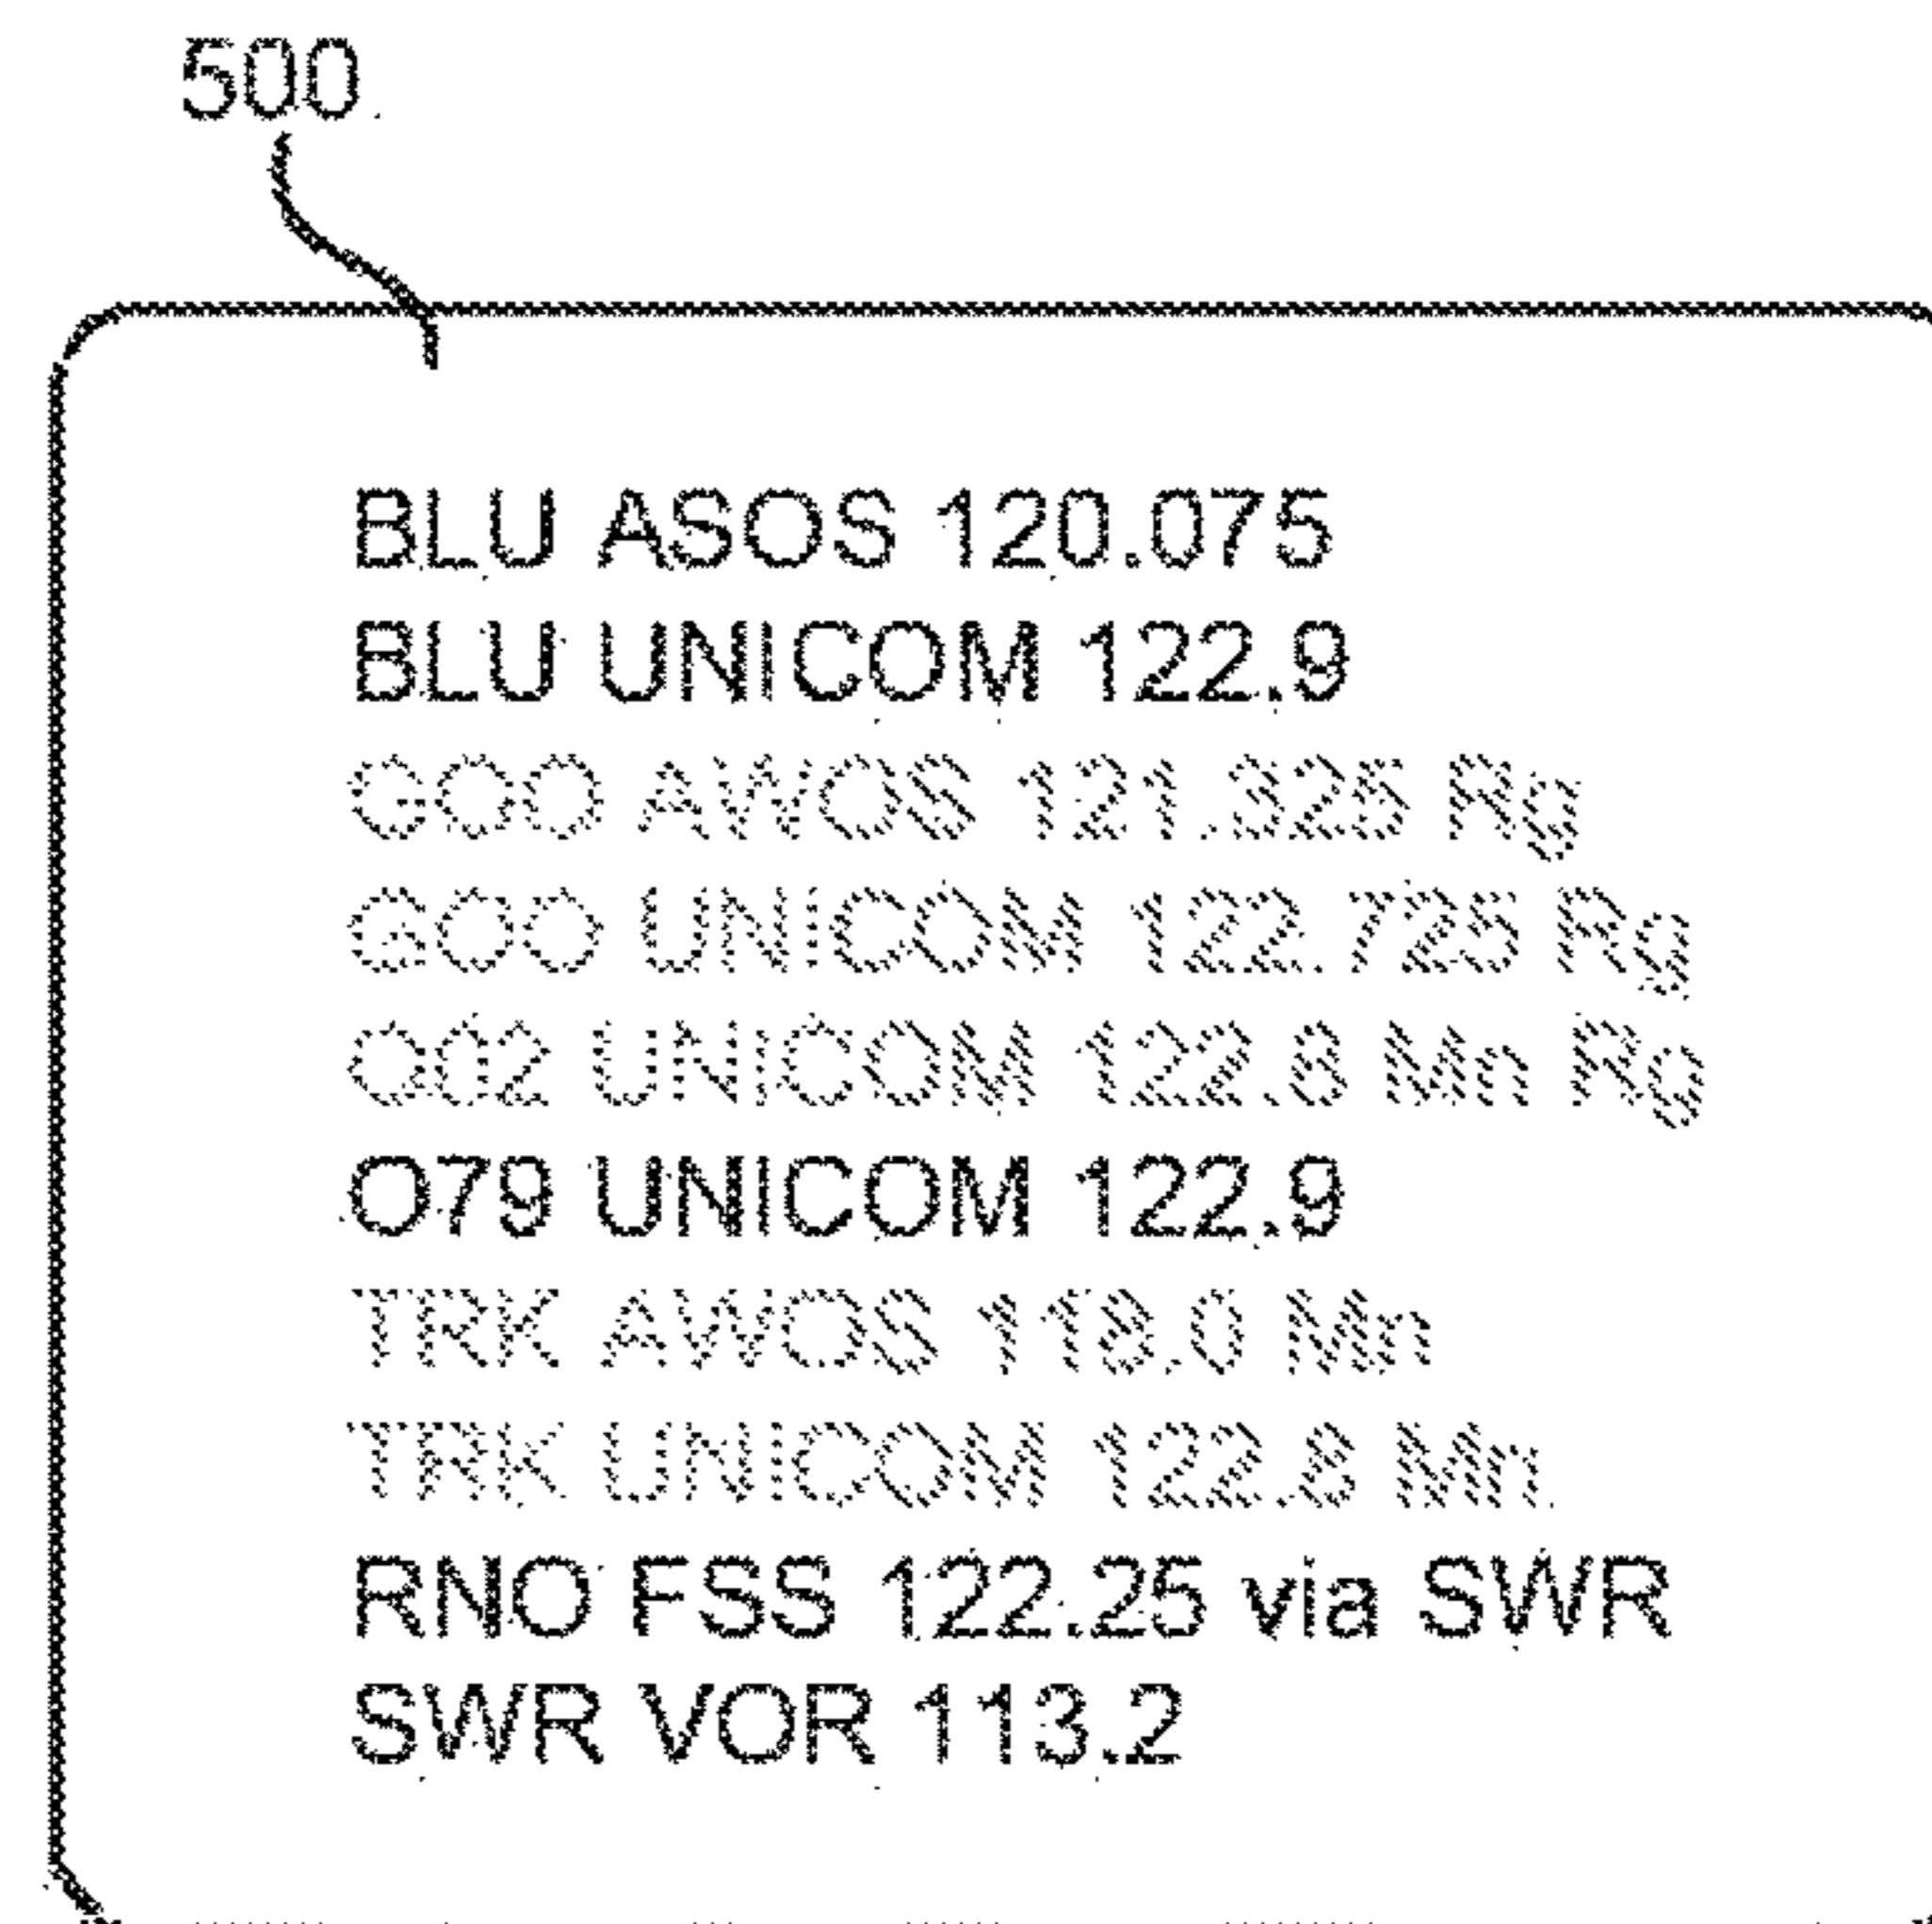 500
BLU ASOS 120.075
BLU UNICOM 122.9
GOO AWOS 121.325 Rg
GOO UNICOM 122.725 Rg
O02 UNICOM 122.8 Mn Rg
O79 UNICOM 122.9
TRK AWOS 118.0 Mn
TRK UNICOM 122.8 Mn
RNO FSS 122.25 via SWR
SWR VOR 113.2